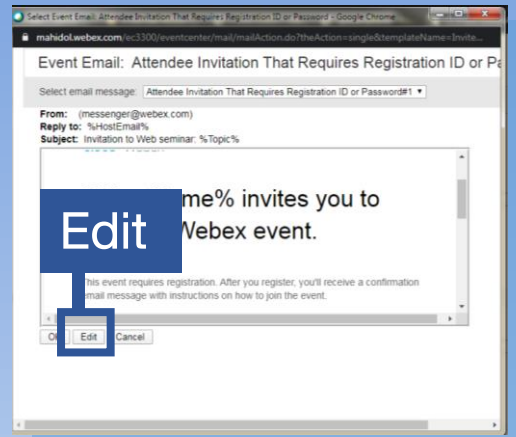 Select Event Email: Attendee Invitation That Requires Registration ID or Password - Google Chrome
mahidol.webex.com/ec3300/eventcenter/mail/mailAction.do?theAction=single&templateName=Invite...
Event Email: Attendee Invitation That Requires Registration ID or Pa
Select email message: Attendee Invitation That Requires Registration ID or Password#1
From: (messenger@webex.com)
Reply to: %HostEmail%
Subject: Invitation to Web seminar: %Topic%
me% invites you to
Webex event.
Edit
This event requires registration. After you register, you'll receive a confirmation
email message with instructions on how to join the event.
Edit Cancel